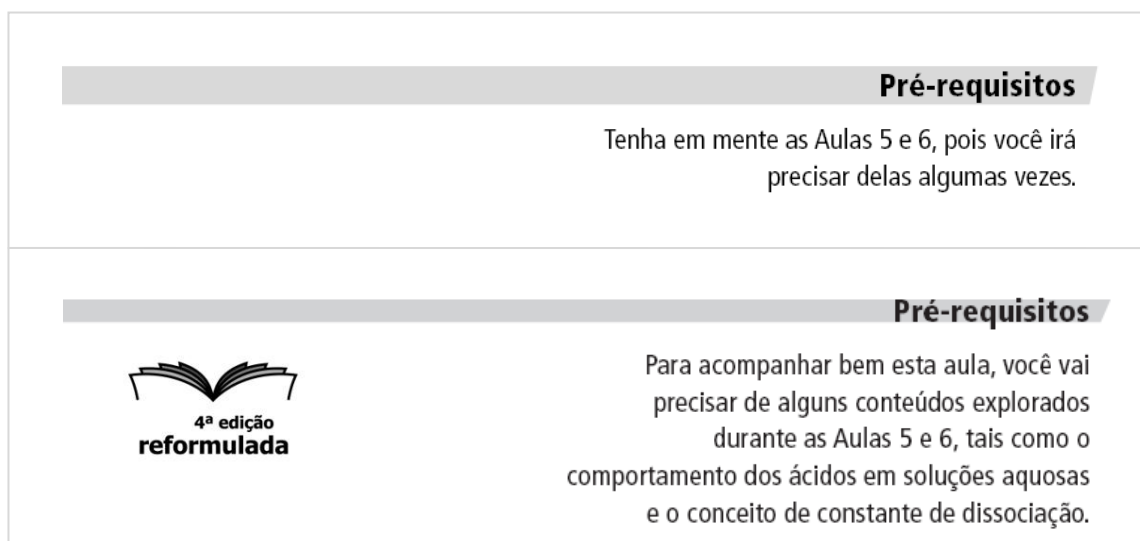 Pré-requisitos
Tenha em mente as Aulas 5 e 6, pois você irá
precisar delas algumas vezes.
Pré-requisitos
4ª edição
reformulada
Para acompanhar bem esta aula, você vai
precisar de alguns conteúdos explorados
durante as Aulas 5 e 6, tais como o
comportamento dos ácidos em soluções aquosas
e o conceito de constante de dissociação.